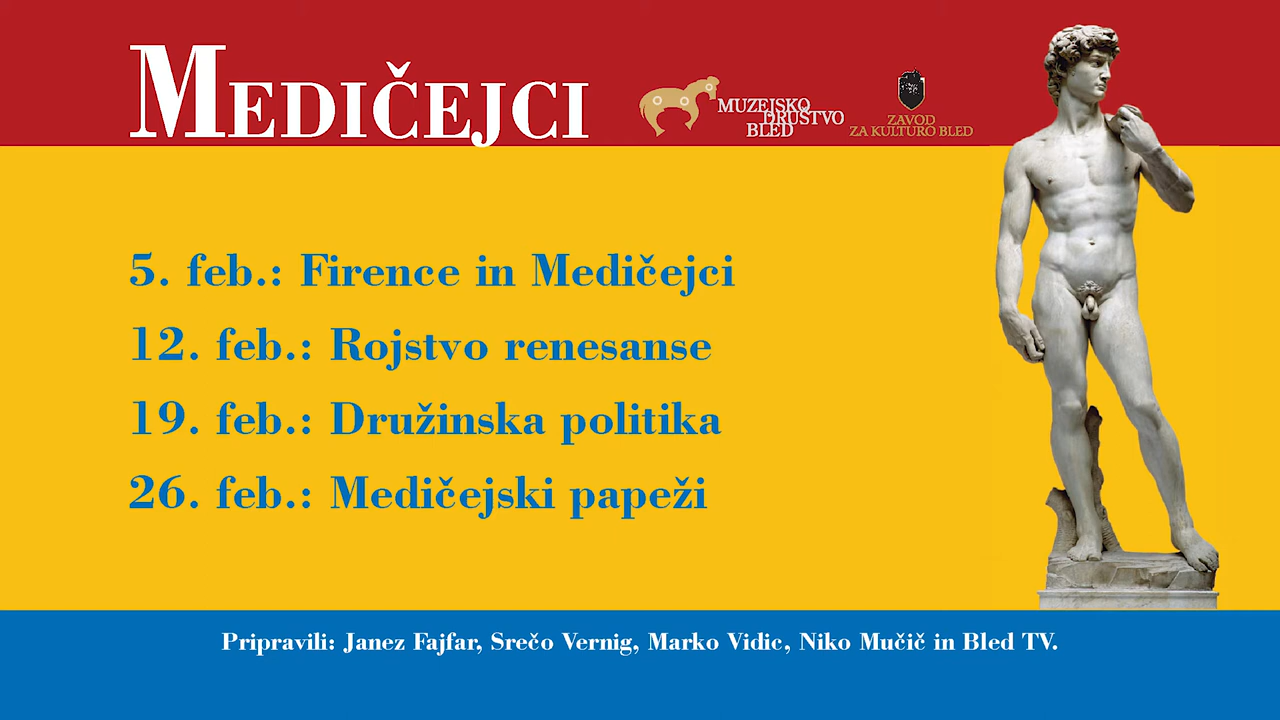 MEDIČEJCI
MUZEJSKO
DRUŠTVO
BLED
ZAVOD
ZA KULTURO BLED
5. feb.: Firence in Medičejci
12. feb.: Rojstvo renesanse
19. feb.: Družinska politika
26. feb.: Medičejski papeži
Pripravili: Janez Fajfar, Srečo Vernig, Marko Vidic, Niko Mučič in Bled TV.